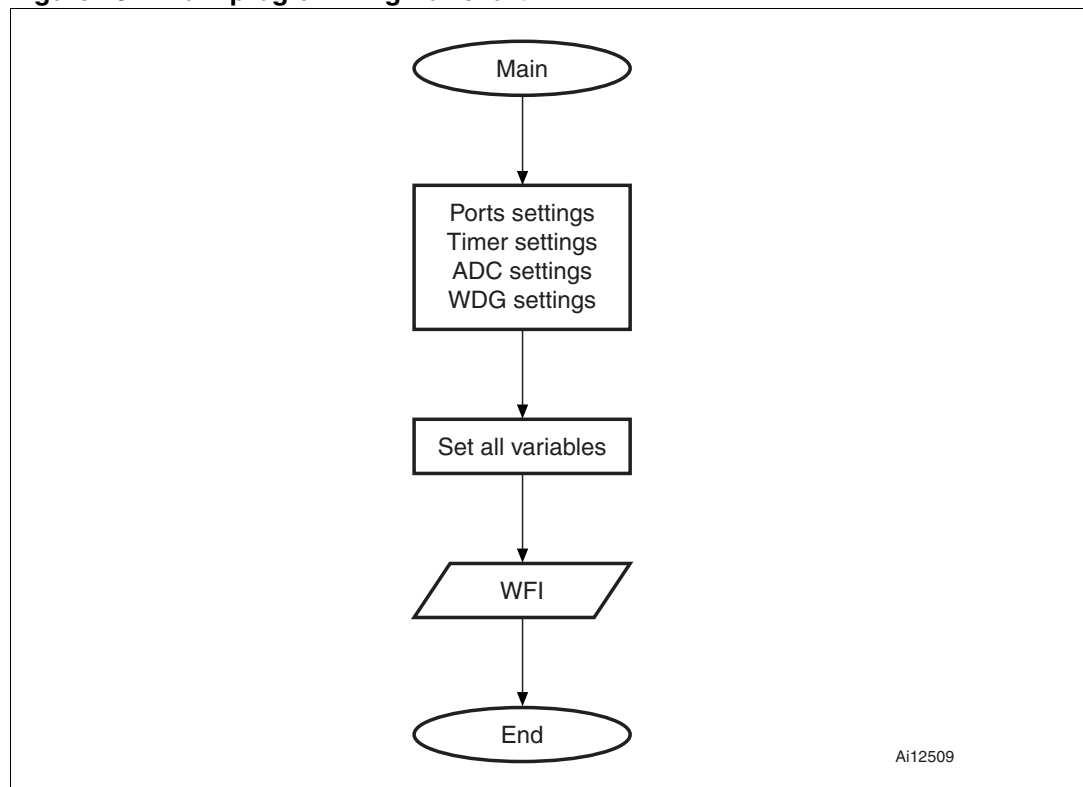 Main
Ports settings
Timer settings
ADC settings
WDG settings
Set all variables
WFI
End
Ai12509